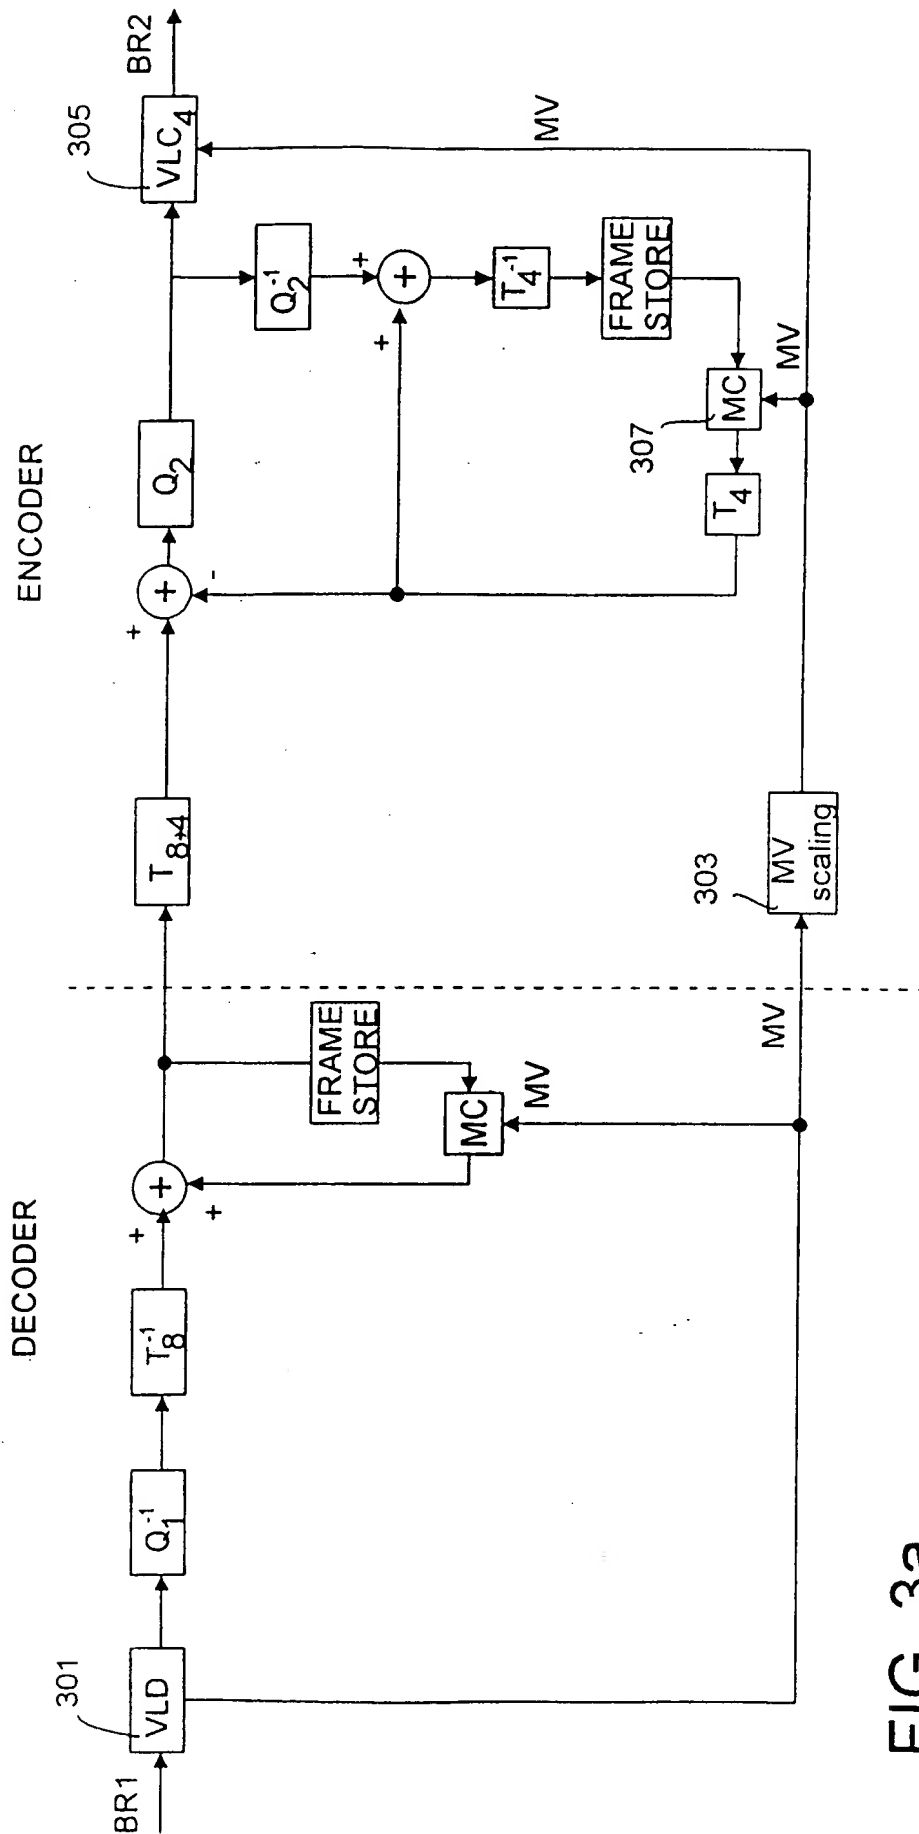 DECODER
ENCODER
BR1
301
VLD
Q₁⁻¹
T₈⁻¹
+
+
+
FRAME
STORE
MC
MV
MV
T₈→₄
303
MV
scaling
+
+
-
Q₂
305
VLC₄
BR2
Q₂⁻¹
+
+
+
T₄⁻¹
FRAME
STORE
307
MC
MV
T₄
MV
FIG. 3a